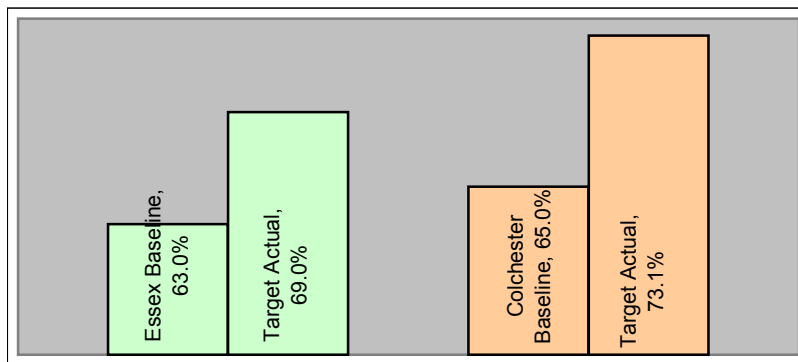 Essex Baseline,
63.0%
Target Actual,
69.0%
Colchester
Baseline, 65.0%
Target Actual,
73.1%